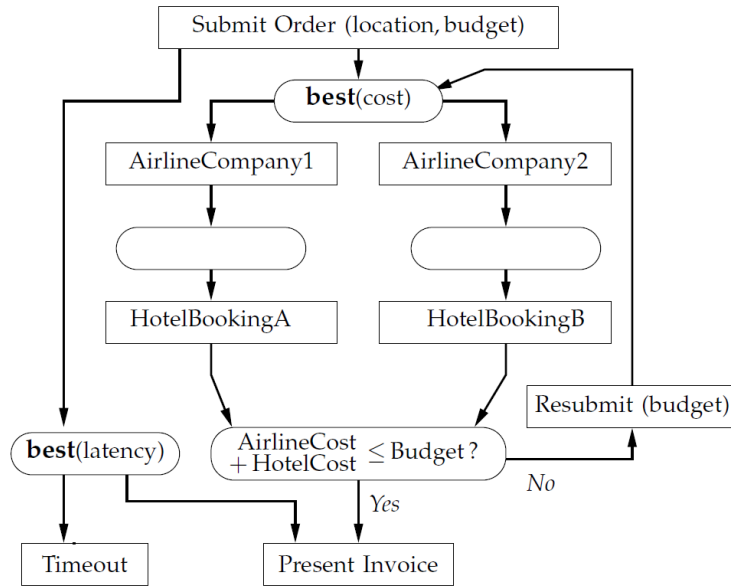 Submit Order (location, budget)
best(cost)
AirlineCompany1
AirlineCompany2
HotelBookingA
HotelBookingB
Resubmit (budget)
best(latency)
AirlineCost
+ HotelCost ≤ Budget ?
No
Yes
Timeout
Present Invoice